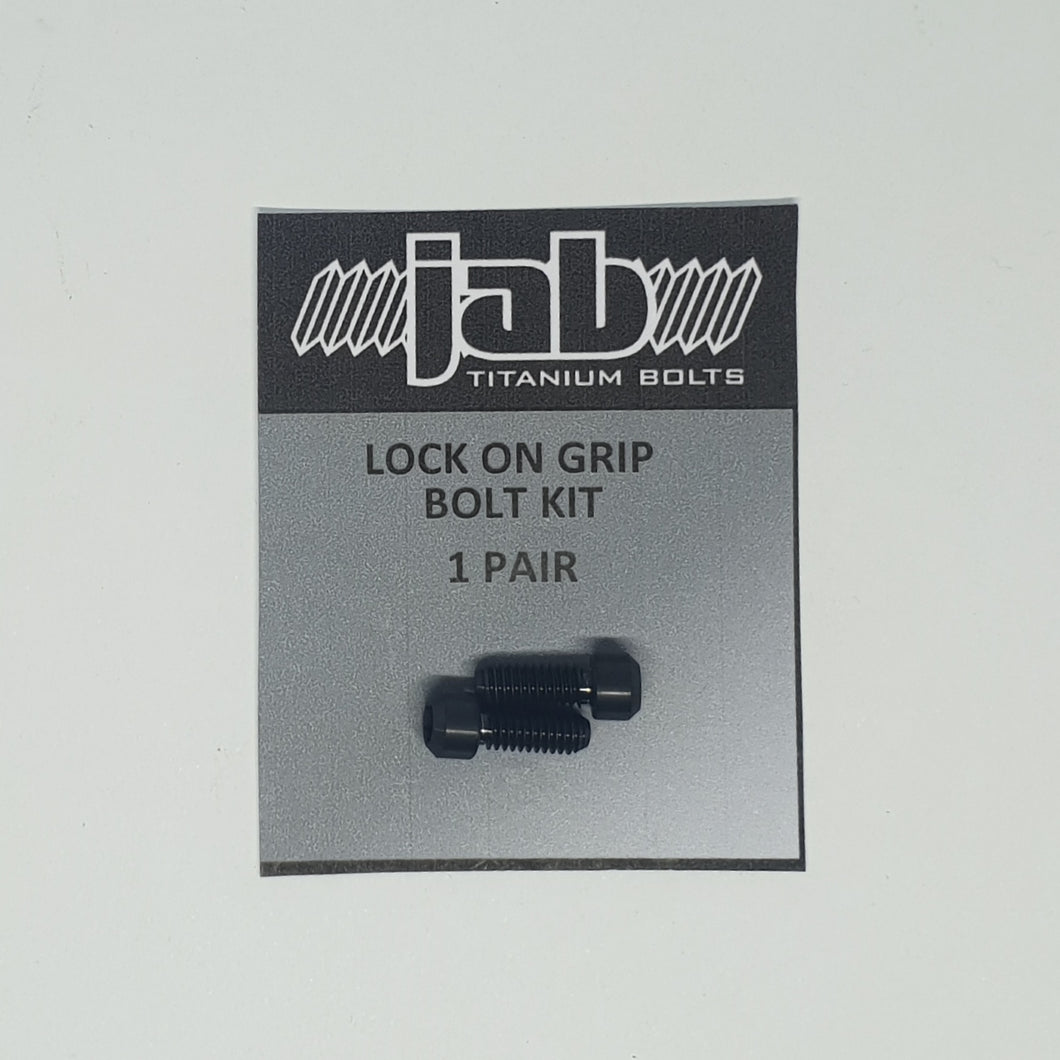 jab
TITANIUM BOLTS
LOCK ON GRIP
BOLT KIT
1 PAIR